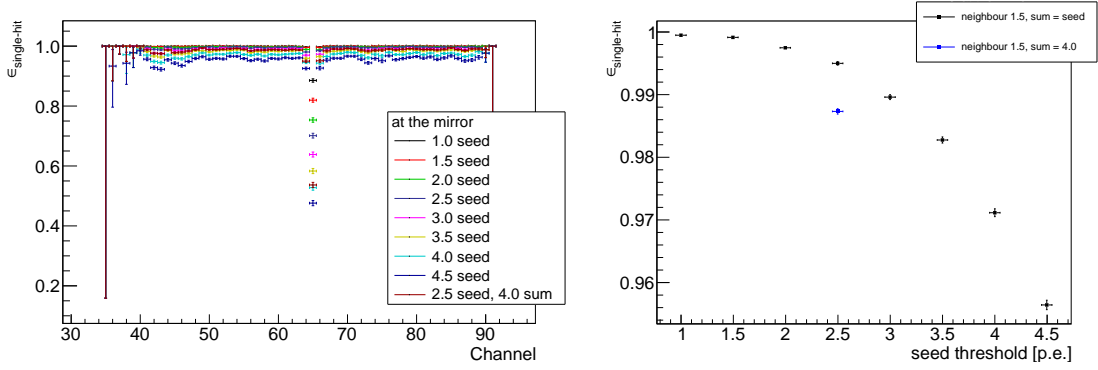 ϵsingle-hit
1.0
0.8
0.6
0.4
0.2
30 40 50 60 70 80 90
Channel
at the mirror
1.0 seed
1.5 seed
2.0 seed
2.5 seed
3.0 seed
3.5 seed
4.0 seed
4.5 seed
2.5 seed, 4.0 sum
ϵsingle-hit
1
0.99
0.98
0.97
0.96
1 1.5 2 2.5 3 3.5 4 4.5
seed threshold [p.e.]
neighbour 1.5, sum = seed
neighbour 1.5, sum = 4.0